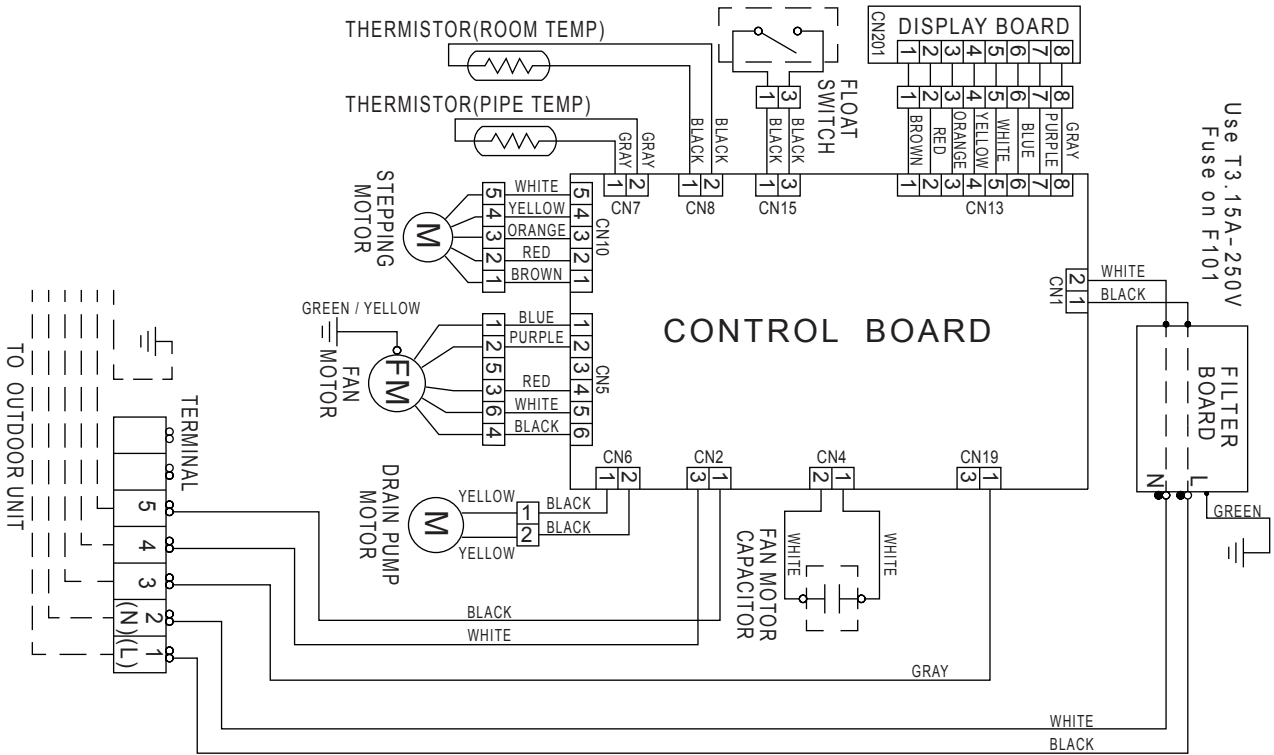 THERMISTOR(ROOM TEMP)
THERMISTOR(PIPE TEMP)
GRAY
GRAY
BLACK
BLACK
1 2
CN7
1 2
CN8
FLOAT
SWITCH
1 3
BLACK
BLACK
1 3
CN15
DISPLAY BOARD
CN201
1 2 3 4 5 6 7 8
1 2 3 4 5 6 7 8
BROWN
RED
ORANGE
YELLOW
WHITE
BLUE
PURPLE
GRAY
1 2 3 4 5 6 7 8
CN13
Use T3.15A-250V
Fuse on F101
STEPPING
MOTOR
M
5 WHITE 5
4 YELLOW 4
3 ORANGE 3
2 RED 2
1 BROWN 1
CN10
GREEN / YELLOW
FAN
MOTOR
FM
1 BLUE 1
2 PURPLE 2
5 3
3 RED 4
6 WHITE 5
4 BLACK 6
CN5
CONTROL BOARD
2 WHITE
1 BLACK
CN1
FILTER
BOARD
N L
GREEN
DRAIN PUMP
MOTOR
M
YELLOW 1 BLACK
YELLOW 2 BLACK
CN6
1 2
CN2
3 1
CN4
2 1
CN19
3 1
WHITE
WHITE
FAN MOTOR
CAPACITOR
TO OUTDOOR UNIT
TERMINAL
5
4
3
2
(N)
1
(L)
BLACK
WHITE
GRAY
WHITE
BLACK